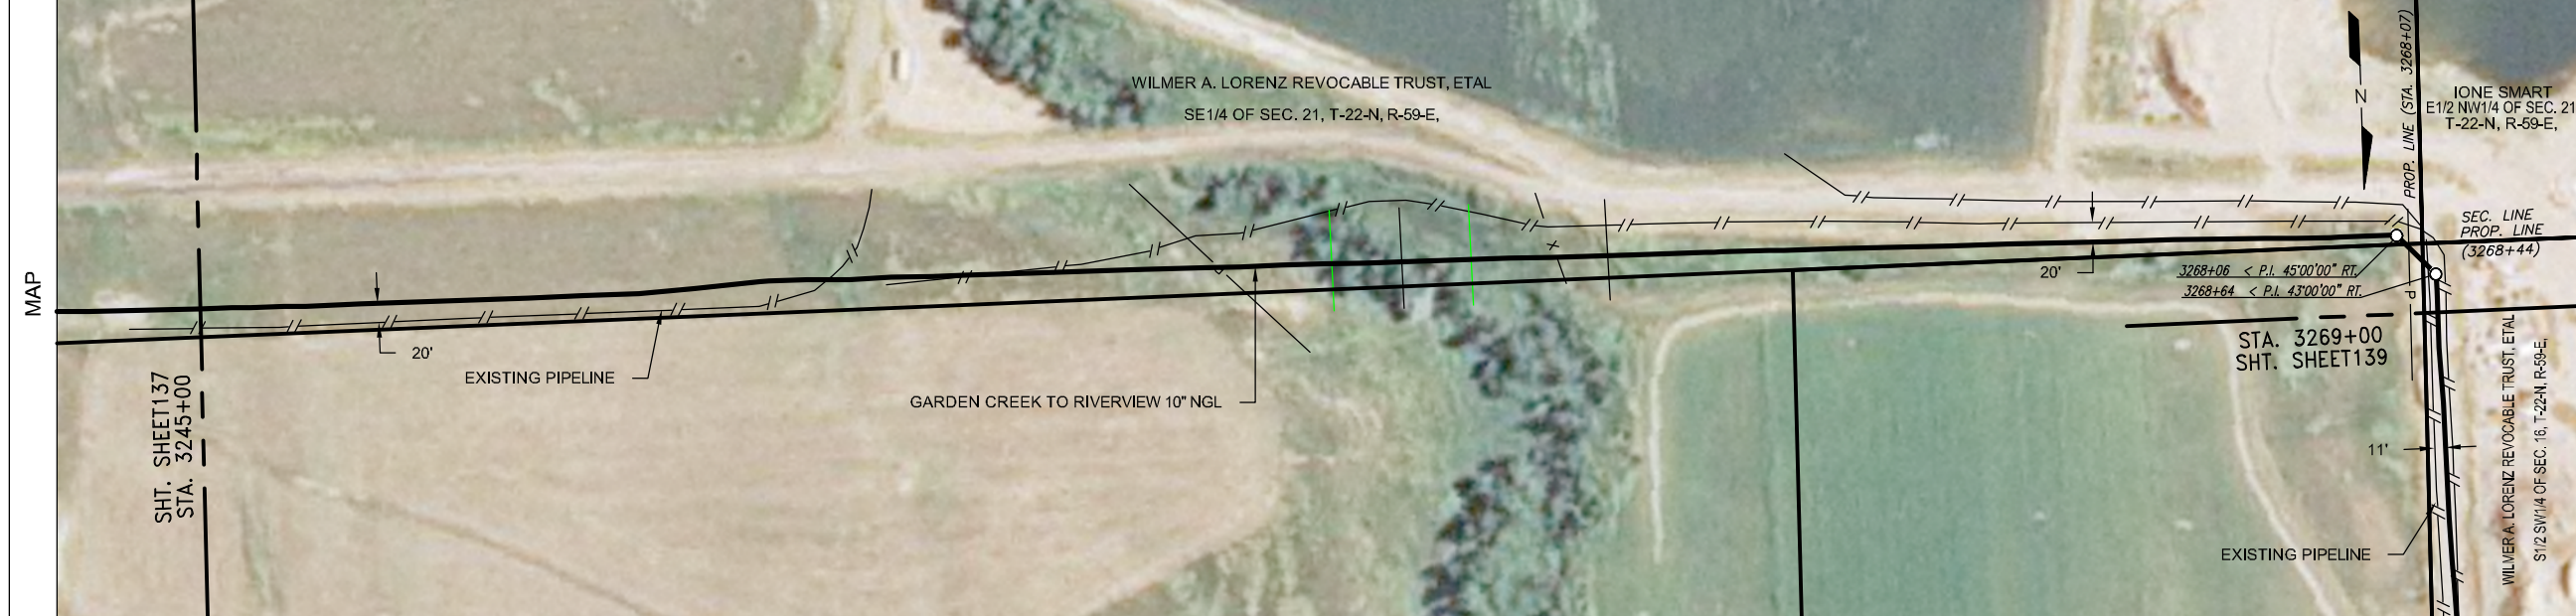 MAP
SHT. SHEET137
STA. 3245+00
20'
EXISTING PIPELINE
WILMER A. LORENZ REVOCABLE TRUST, ETAL
SE1/4 OF SEC. 21, T-22-N, R-59-E,
GARDEN CREEK TO RIVERVIEW 10" NGL
20'
N
PROP. LINE (STA. 3268+07)
IONE SMART
E1/2 NW1/4 OF SEC. 21
T-22-N, R-59-E,
SEC. LINE
PROP. LINE
(3268+44)
3268+06 < P.I. 45°00'00" RT.
3268+64 < P.I. 43°00'00" RT.
P
STA. 3269+00
SHT. SHEET139
11'
EXISTING PIPELINE
WILMER A. LORENZ REVOCABLE TRUST, ETAL
S1/2 SW1/4 OF SEC. 16, T-22-N, R-59-E,